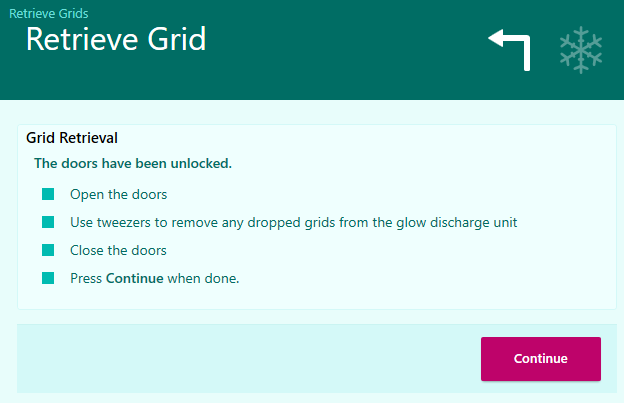 Retrieve Grids
Retrieve Grid
Grid Retrieval
The doors have been unlocked.
Open the doors
Use tweezers to remove any dropped grids from the glow discharge unit
Close the doors
Press Continue when done.
Continue